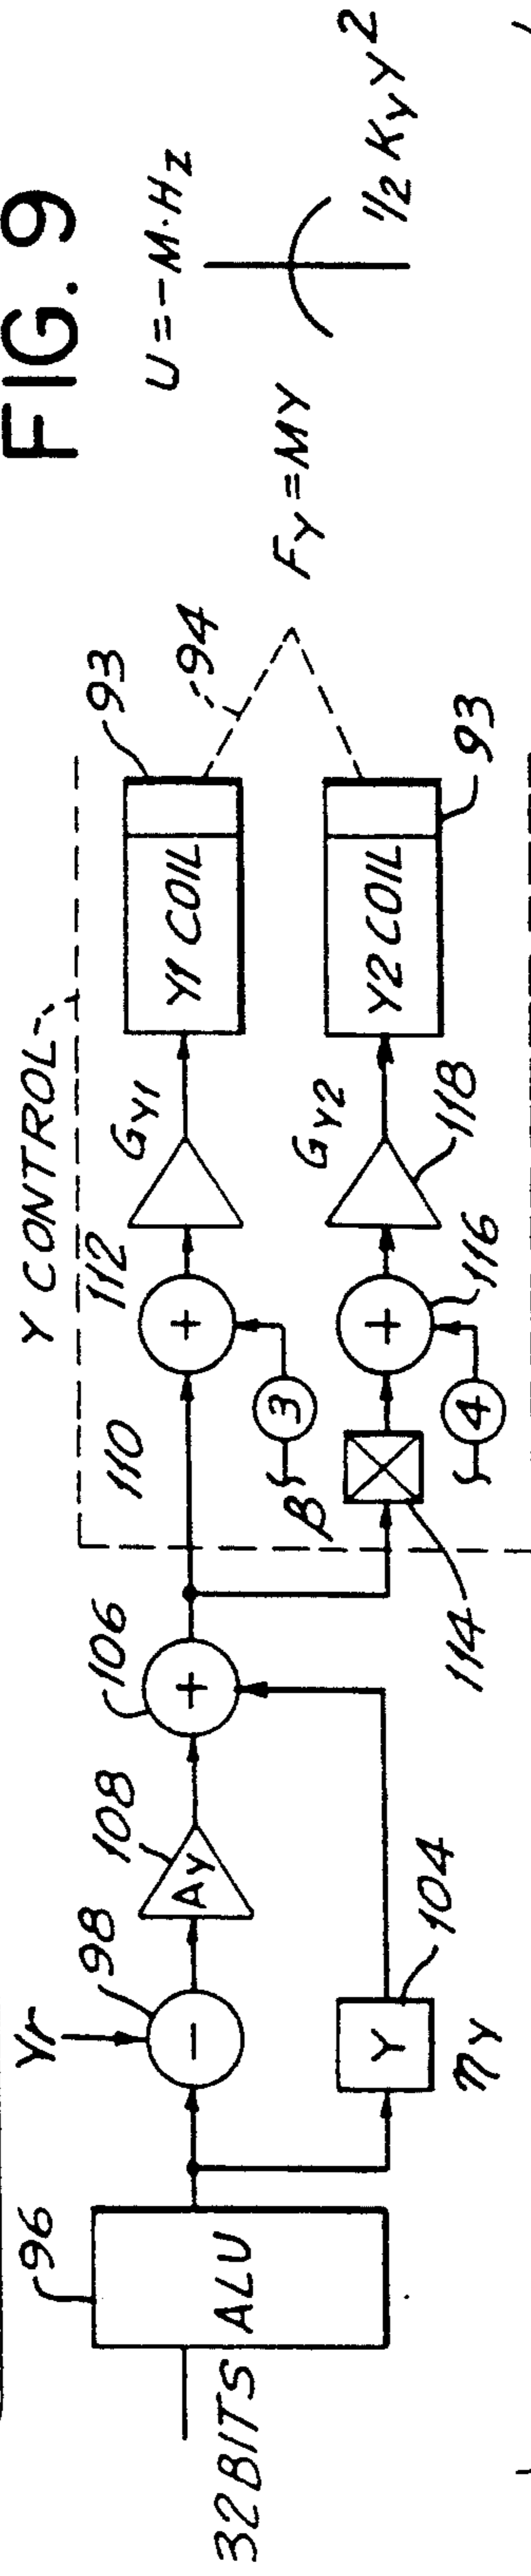 FIG. 9
Y CONTROL
U=-M·Hz
½ KyY²
Fy=MY
94
93
Y1 COIL
GY1
112
110
3
106
108
Ay
98
Yr
96
ALU
32 BITS
Y
104
ηY
114
β
4
116
118
GY2
Y2 COIL
93